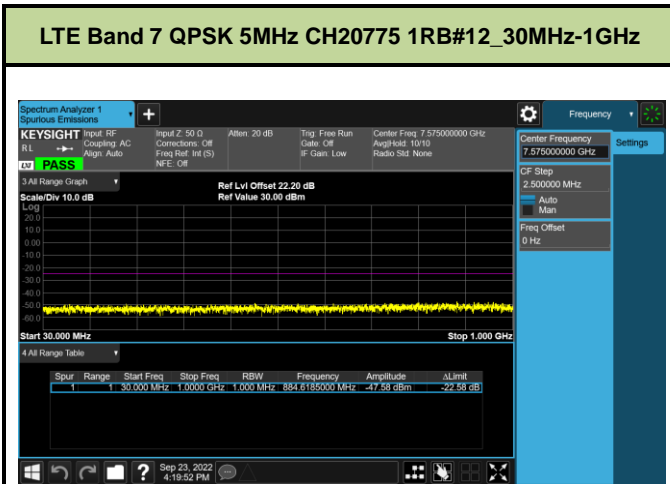 LTE Band 7 QPSK 5MHz CH20775 1RB#12_30MHz-1GHz
Spectrum Analyzer 1
Spurious Emissions
Frequency
KEYSIGHT Input: RF Input Z: 50 Ω Atten: 20 dB Trig: Free Run Center Freq: 7.575000000 GHz
RL Coupling: AC Corrections: Off Gate: Off Avg|Hold: 10/10
Align: Auto Freq Ref: Int (S) IF Gain: Low Radio Std: None
NFE: Off
LXI PASS
Center Frequency
7.575000000 GHz
Settings
CF Step
2.500000 MHz
Auto
Man
Freq Offset
0 Hz
3 All Range Graph
Ref Lvl Offset 22.20 dB
Scale/Div 10.0 dB Ref Value 30.00 dBm
Log
20.0
10.0
0.00
-10.0
-20.0
-30.0
-40.0
-50.0
-60.0
Start 30.000 MHz Stop 1.000 GHz
4 All Range Table
Spur Range Start Freq Stop Freq RBW Frequency Amplitude ΔLimit
1 1 30.000 MHz 1.0000 GHz 1.000 MHz 884.6185000 MHz -47.58 dBm -22.58 dB
? Sep 23, 2022
4:19:52 PM